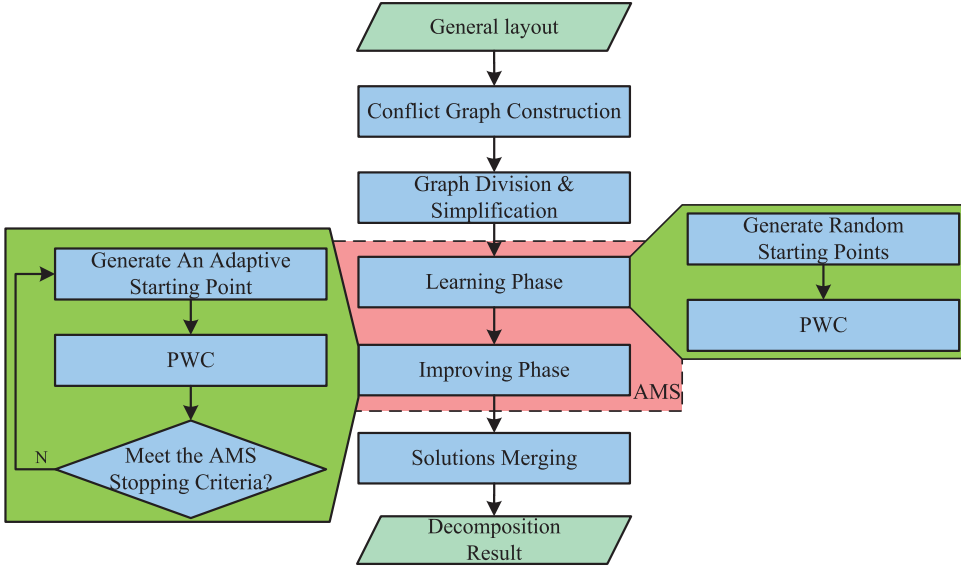 General layout
Conflict Graph Construction
Graph Division &
Simplification
Learning Phase
Improving Phase
AMS
Solutions Merging
Decomposition
Result
Generate An Adaptive
Starting Point
PWC
Meet the AMS
Stopping Criteria?
N
Generate Random
Starting Points
PWC